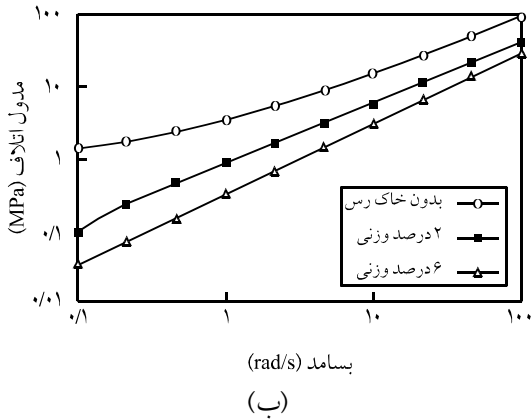 ۱۰۰
۱۰
۱
۰/۱
۰/۰۱
مدول اتلاف (MPa)
بدون خاک رس
۲ درصد وزنی
۶ درصد وزنی
۰/۱ ۱ ۱۰ ۱۰۰
بسامد (rad/s)
(ب)